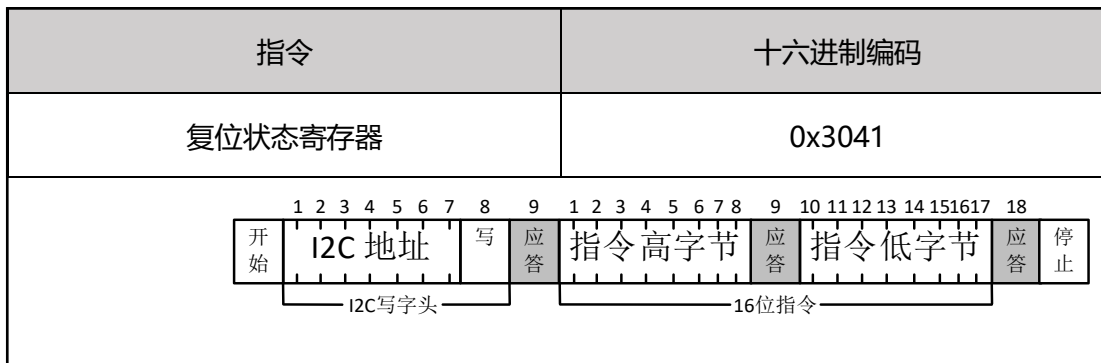 指令 十六进制编码
复位状态寄存器 0x3041
1 2 3 4 5 6 7 8 9 1 2 3 4 5 6 7 8 9 10 11 12 13 14 15 16 17 18
开始 I2C 地址 写 应答 指令高字节 应答 指令低字节 应答 停止
I2C写字头 16位指令